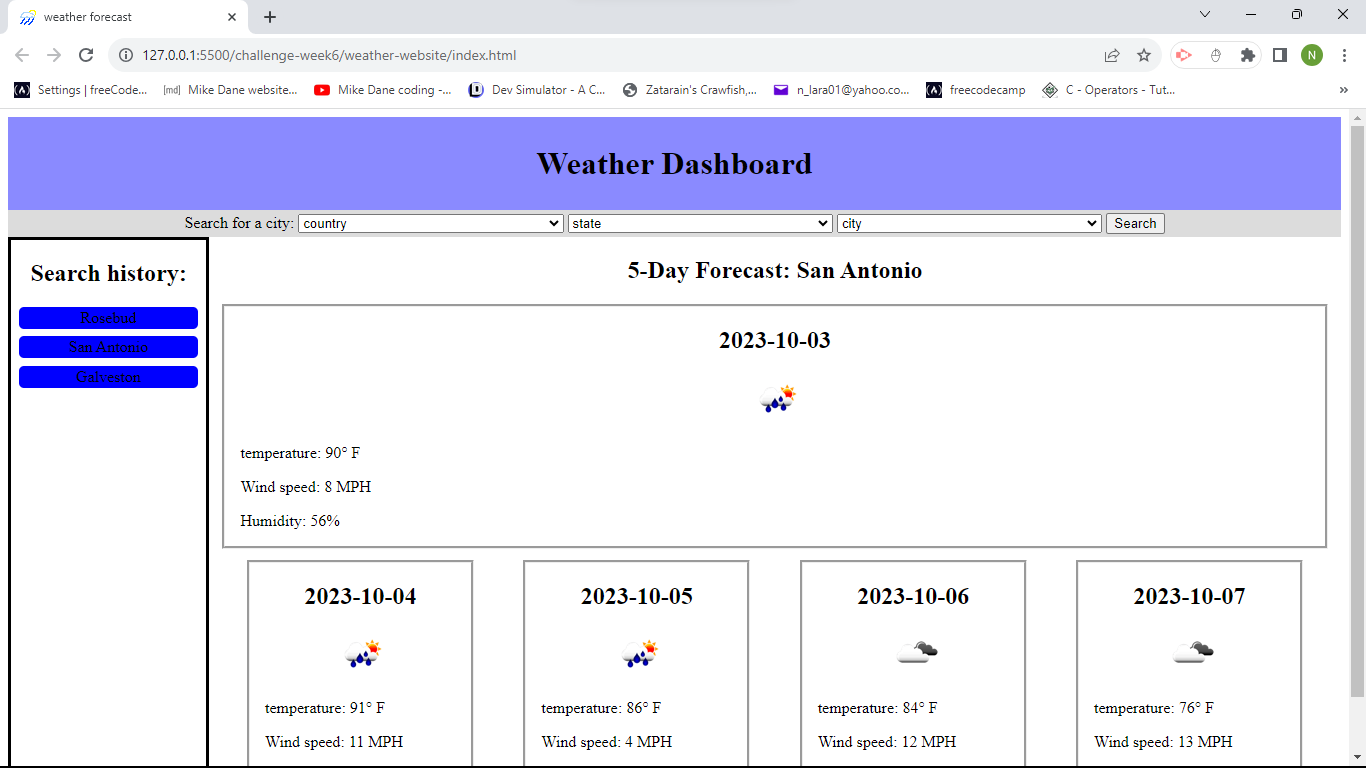 weather forecast
127.0.0.1:5500/challenge-week6/weather-website/index.html
N
Settings | freeCode...
Mike Dane website...
Mike Dane coding -...
Dev Simulator - A C...
Zatarain's Crawfish,...
n_lara01@yahoo.co...
freecodecamp
C - Operators - Tut...
»
Weather Dashboard
Search for a city: country state city Search
Search history:
Rosebud
San Antonio
Galveston
5-Day Forecast: San Antonio
2023-10-03
temperature: 90° F
Wind speed: 8 MPH
Humidity: 56%
2023-10-04
temperature: 91° F
Wind speed: 11 MPH
2023-10-05
temperature: 86° F
Wind speed: 4 MPH
2023-10-06
temperature: 84° F
Wind speed: 12 MPH
2023-10-07
temperature: 76° F
Wind speed: 13 MPH